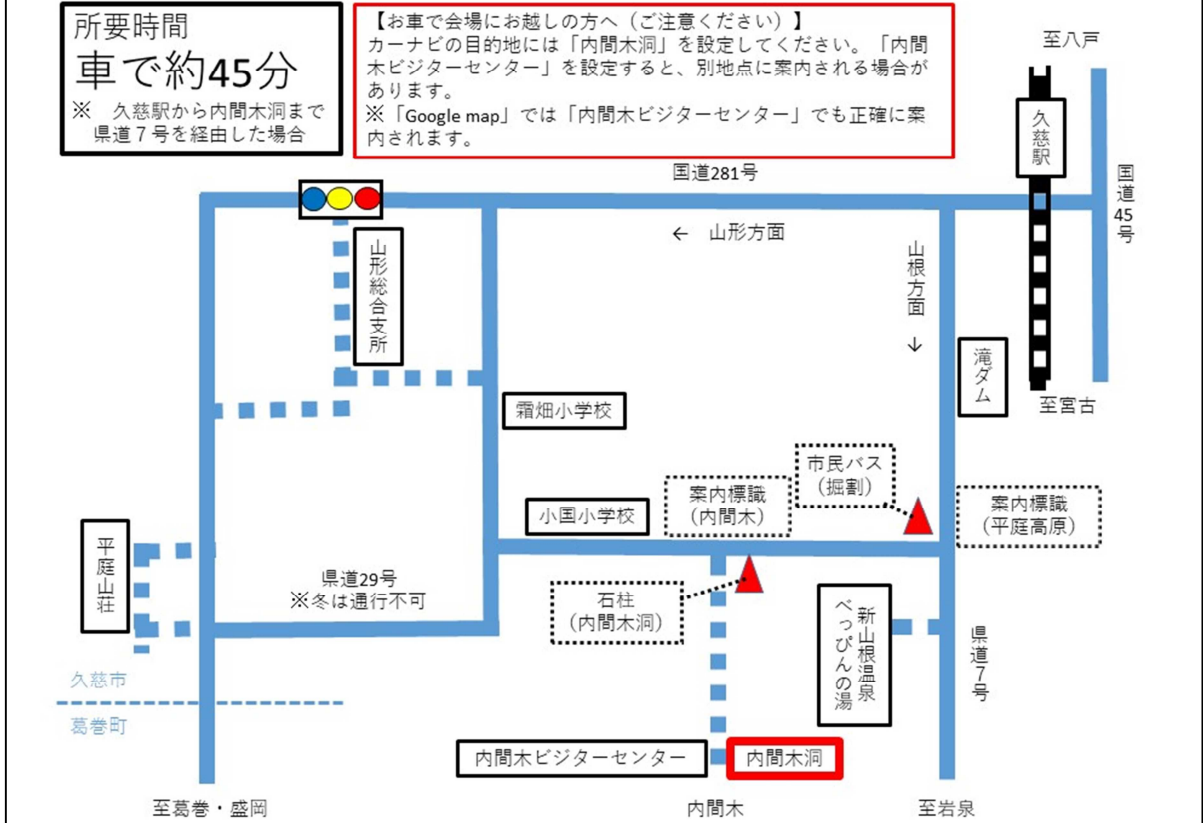 所要時間
車で約45分
※　久慈駅から内間木洞まで
県道７号を経由した場合
【お車で会場にお越しの方へ（ご注意ください）】
カーナビの目的地には「内間木洞」を設定してください。「内間
木ビジターセンター」を設定すると、別地点に案内される場合が
あります。
※「Google map」では「内間木ビジターセンター」でも正確に案
内されます。
至八戸
久慈駅
国道45号
国道281号
← 山形方面
山根方面 ↓
山形総合支所
滝ダム
至宮古
霜畑小学校
市民バス
（掘割）
案内標識
（内間木）
案内標識
（平庭高原）
小国小学校
平庭山荘
県道29号
※冬は通行不可
石柱
（内間木洞）
新山根温泉
べっぴんの湯
県道７号
久慈市
葛巻町
内間木ビジターセンター
内間木洞
至葛巻・盛岡
内間木
至岩泉